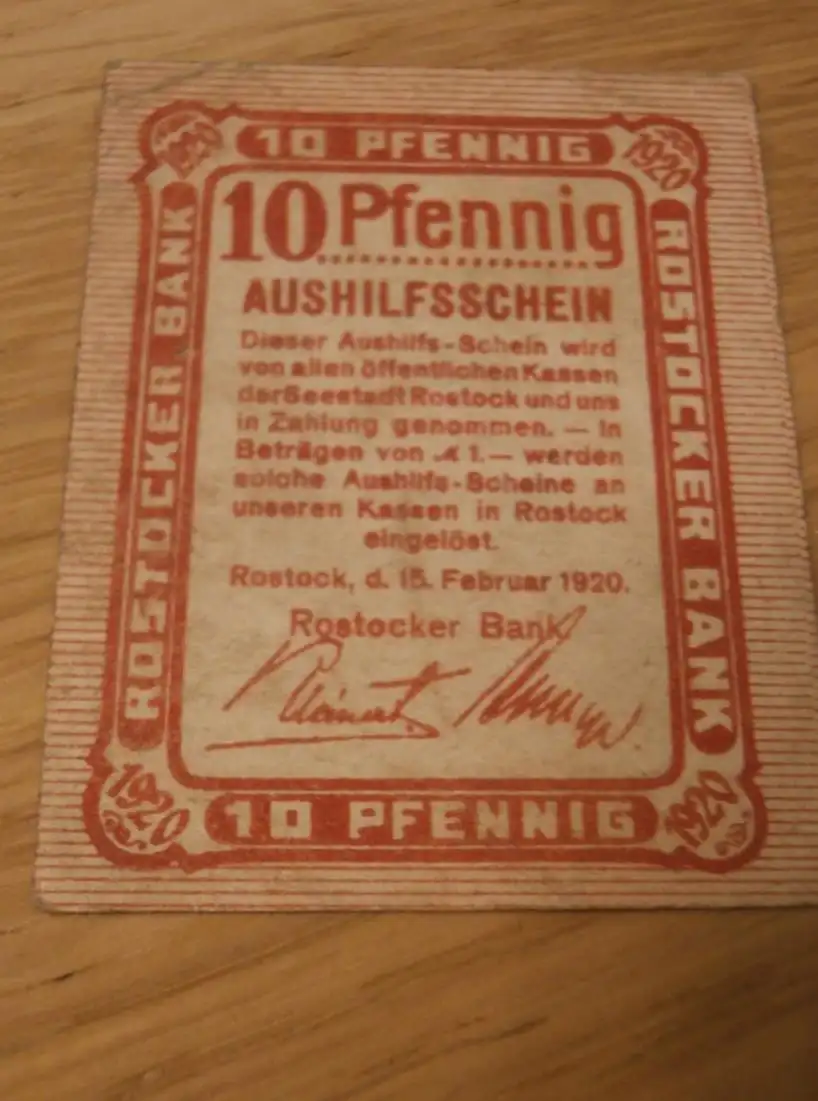 1920
10 PFENNIG
1920
ROSTOCKER BANK
ROSTOCKER BANK
10 Pfennig
AUSHILFSSCHEIN
Dieser Aushilfs-Schein wird
von allen öffentlichen Kassen
der Seestadt Rostock und uns
in Zahlung genommen. — In
Beträgen von ℳ 1.— werden
solche Aushilfs-Scheine an
unseren Kassen in Rostock
eingelöst.
Rostock, d. 15. Februar 1920.
Rostocker Bank.
1920
10 PFENNIG
1920